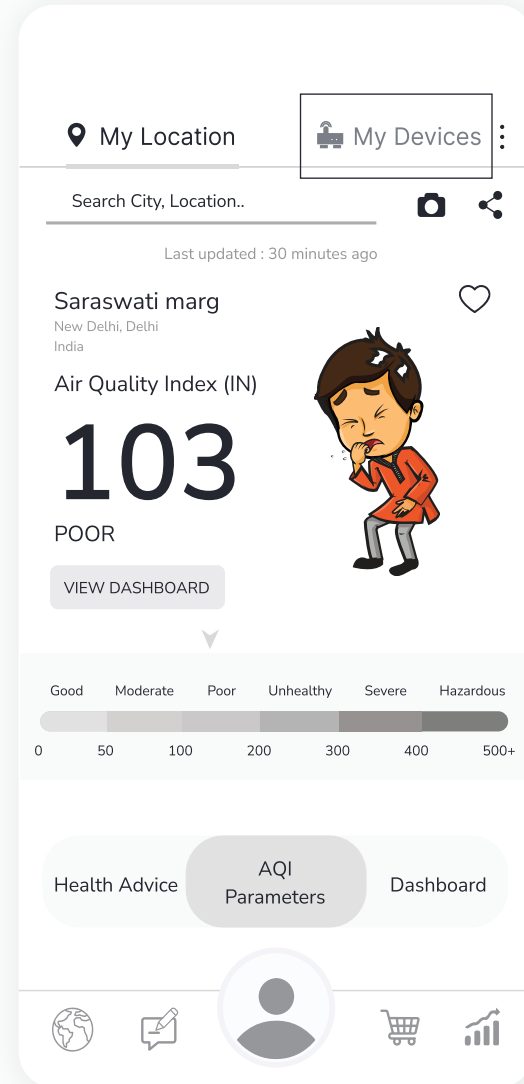 My Location
My Devices
Search City, Location..
Last updated : 30 minutes ago
Saraswati marg
New Delhi, Delhi
India
Air Quality Index (IN)
103
POOR
VIEW DASHBOARD
Good Moderate Poor Unhealthy Severe Hazardous
0 50 100 200 300 400 500+
Health Advice
AQI
Parameters
Dashboard